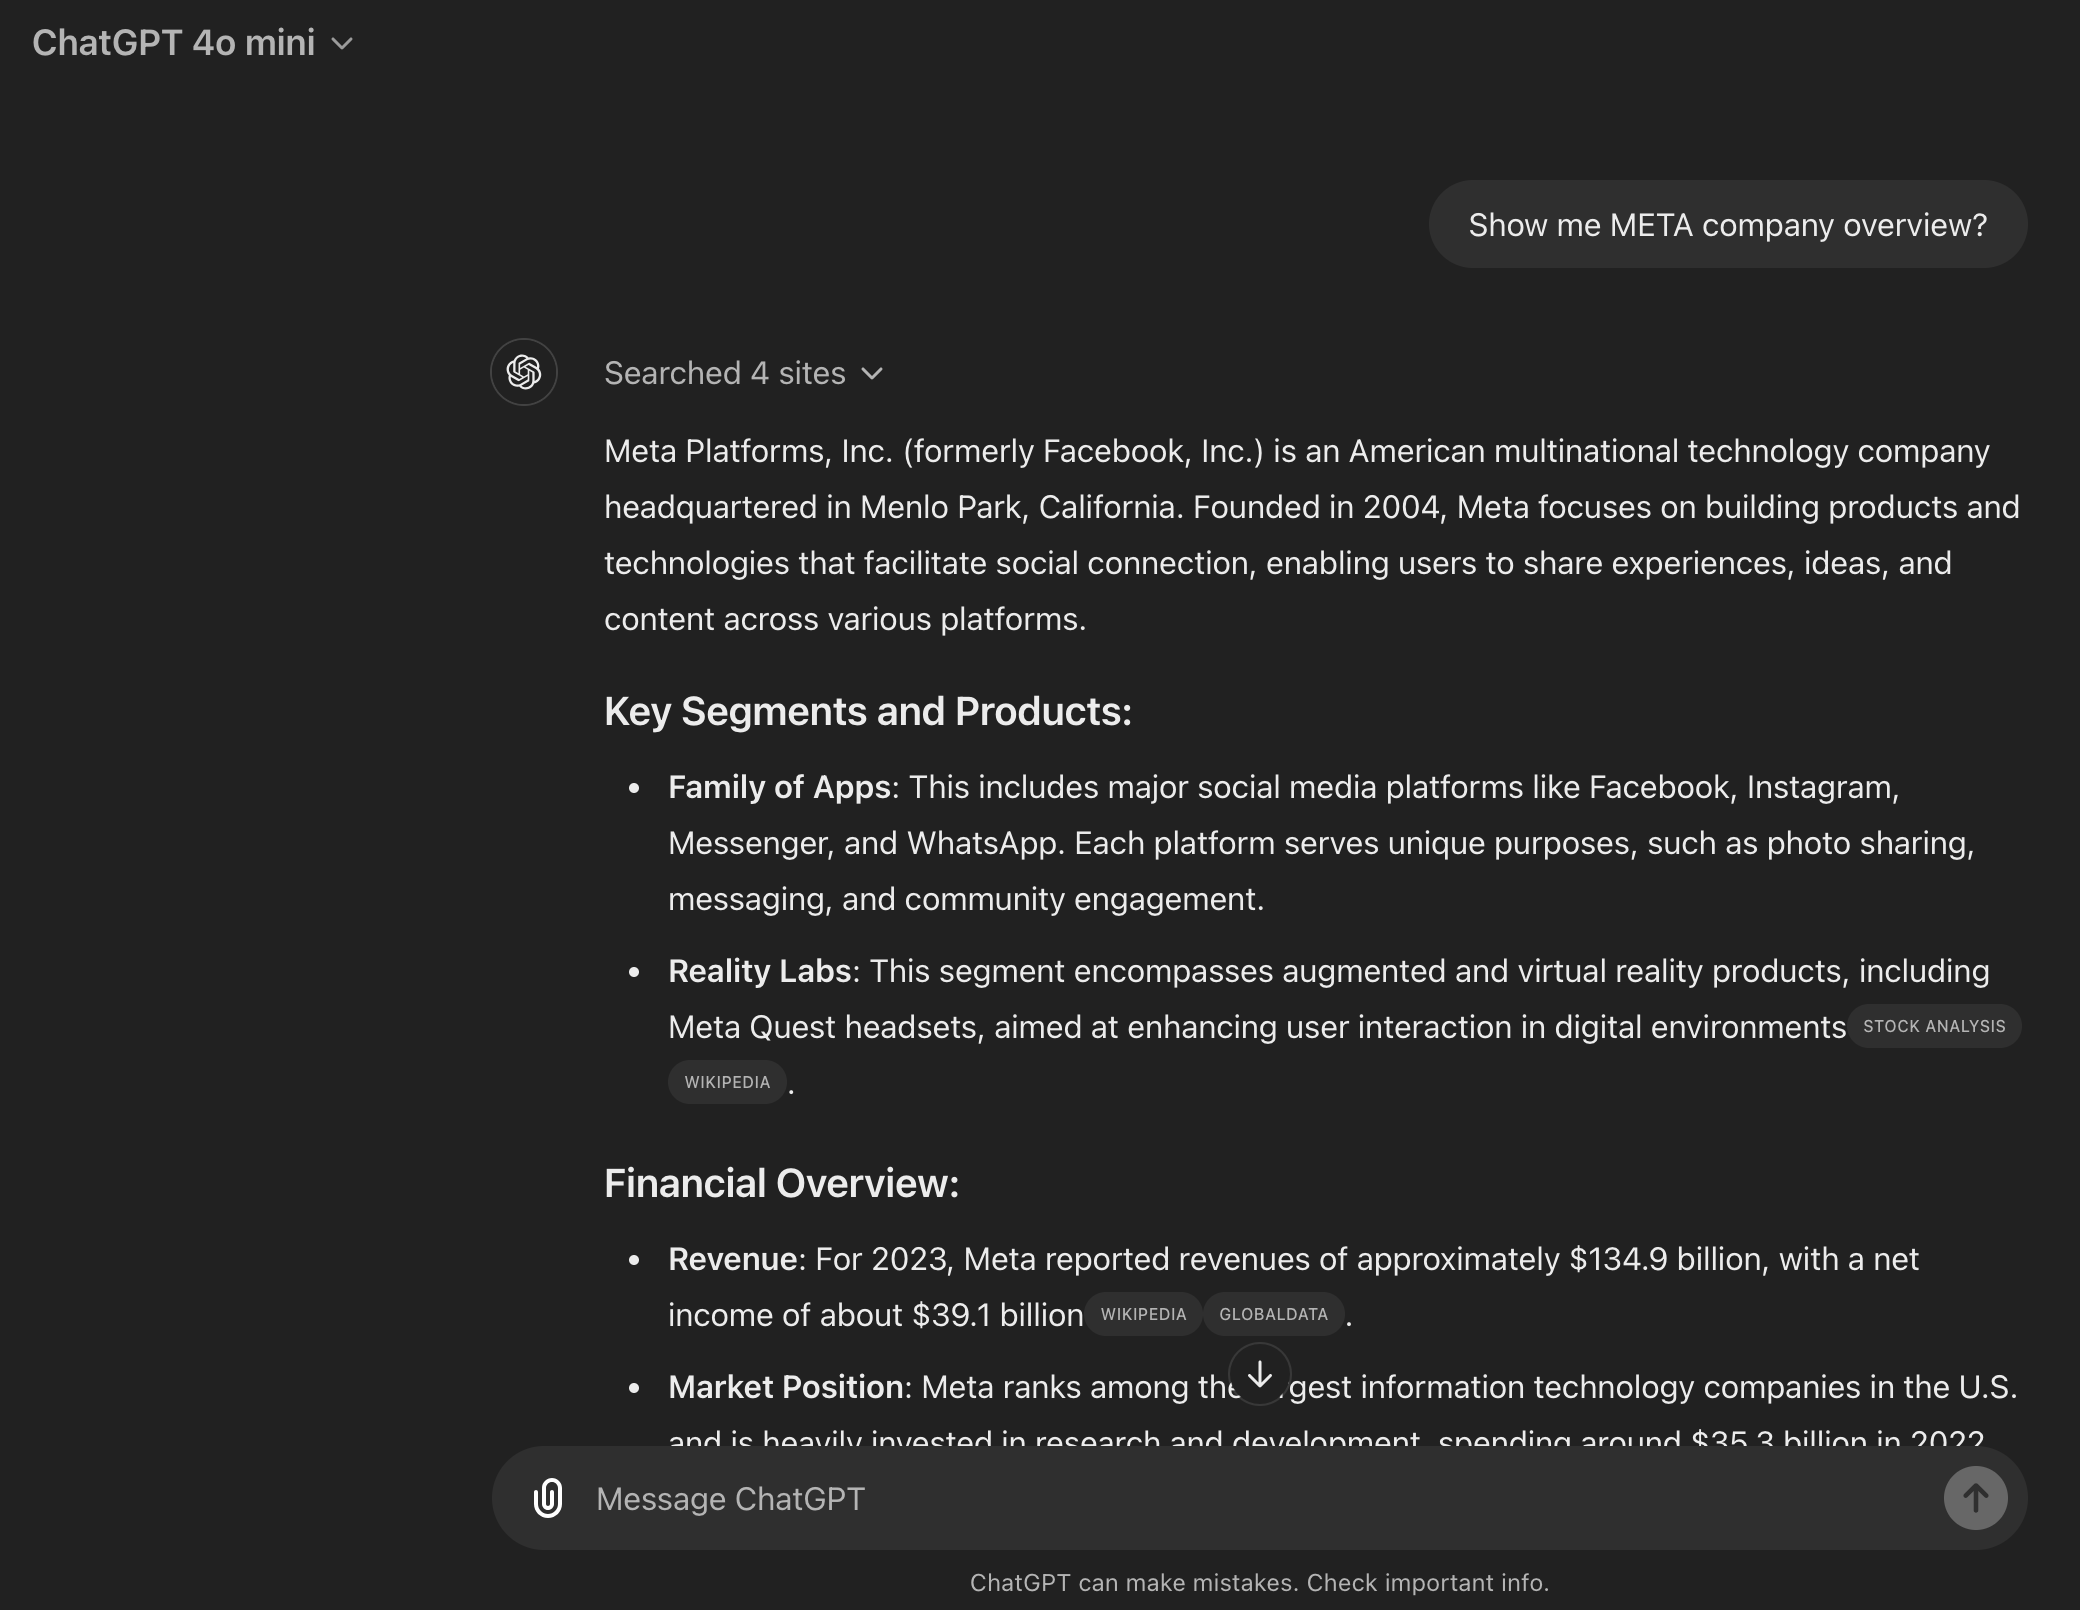 ChatGPT 4o mini
Show me META company overview?
Searched 4 sites
Meta Platforms, Inc. (formerly Facebook, Inc.) is an American multinational technology company
headquartered in Menlo Park, California. Founded in 2004, Meta focuses on building products and
technologies that facilitate social connection, enabling users to share experiences, ideas, and
content across various platforms.
Key Segments and Products:
• Family of Apps: This includes major social media platforms like Facebook, Instagram,
Messenger, and WhatsApp. Each platform serves unique purposes, such as photo sharing,
messaging, and community engagement.
• Reality Labs: This segment encompasses augmented and virtual reality products, including
Meta Quest headsets, aimed at enhancing user interaction in digital environments STOCK ANALYSIS
WIKIPEDIA .
Financial Overview:
• Revenue: For 2023, Meta reported revenues of approximately $134.9 billion, with a net
income of about $39.1 billion WIKIPEDIA GLOBALDATA .
• Market Position: Meta ranks among the information technology companies in the U.S.
and is heavily invested in research and development, spending around $35.3 billion in 2022
Message ChatGPT
ChatGPT can make mistakes. Check important info.